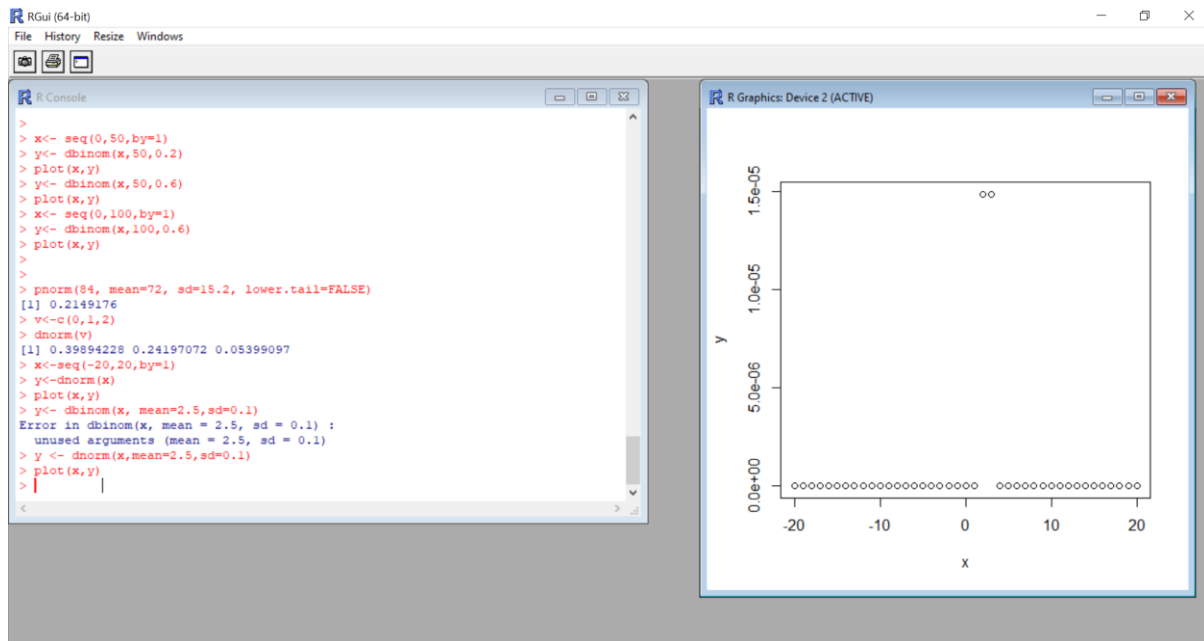 RGui (64-bit)
File History Resize Windows
R Console
>
> x<- seq(0,50,by=1)
> y<- dbinom(x,50,0.2)
> plot(x,y)
> y<- dbinom(x,50,0.6)
> plot(x,y)
> x<- seq(0,100,by=1)
> y<- dbinom(x,100,0.6)
> plot(x,y)
>
>
> pnorm(84, mean=72, sd=15.2, lower.tail=FALSE)
[1] 0.2149176
> v<-c(0,1,2)
> dnorm(v)
[1] 0.39894228 0.24197072 0.05399097
> x<-seq(-20,20,by=1)
> y<-dnorm(x)
> plot(x,y)
> y<- dbinom(x, mean=2.5,sd=0.1)
Error in dbinom(x, mean = 2.5, sd = 0.1) :
  unused arguments (mean = 2.5, sd = 0.1)
> y <- dnorm(x,mean=2.5,sd=0.1)
> plot(x,y)
>
R Graphics: Device 2 (ACTIVE)
1.5e-05
1.0e-05
5.0e-06
0.0e+00
y
-20 -10 0 10 20
x